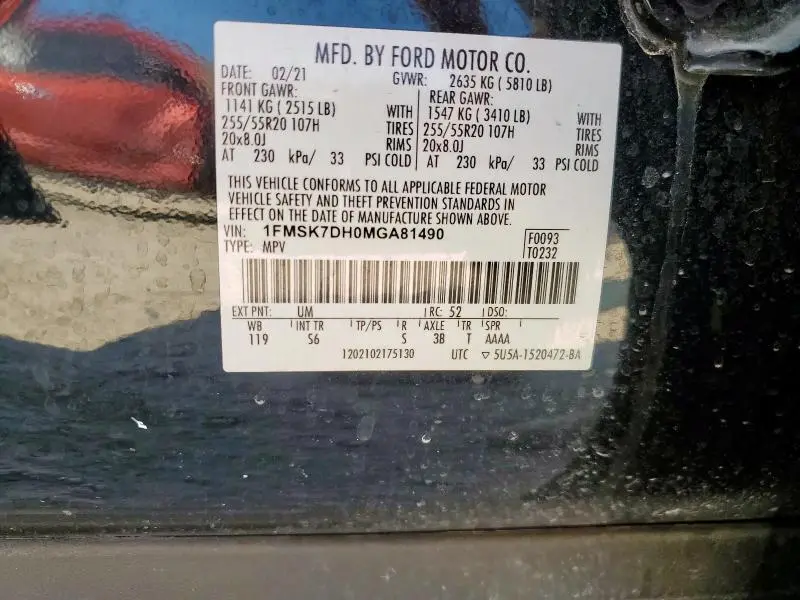 MFD. BY FORD MOTOR CO.
DATE: 02/21 GVWR: 2635 KG ( 5810 LB)
FRONT GAWR: REAR GAWR:
1141 KG ( 2515 LB) WITH 1547 KG ( 3410 LB) WITH
255/55R20 107H TIRES 255/55R20 107H TIRES
20x8.0J RIMS 20x8.0J RIMS
AT 230 kPa/ 33 PSI COLD AT 230 kPa/ 33 PSI COLD
THIS VEHICLE CONFORMS TO ALL APPLICABLE FEDERAL MOTOR
VEHICLE SAFETY AND THEFT PREVENTION STANDARDS IN
EFFECT ON THE DATE OF MANUFACTURE SHOWN ABOVE.
VIN: 1FMSK7DH0MGA81490 F0093
TYPE: MPV T0232
EXT PNT: UM RC: 52 DSO:
WB INT TR TP/PS R AXLE TR SPR
119 S6 S 3B T AAAA
1202102175130 UTC ▽ 5U5A-1520472-BA